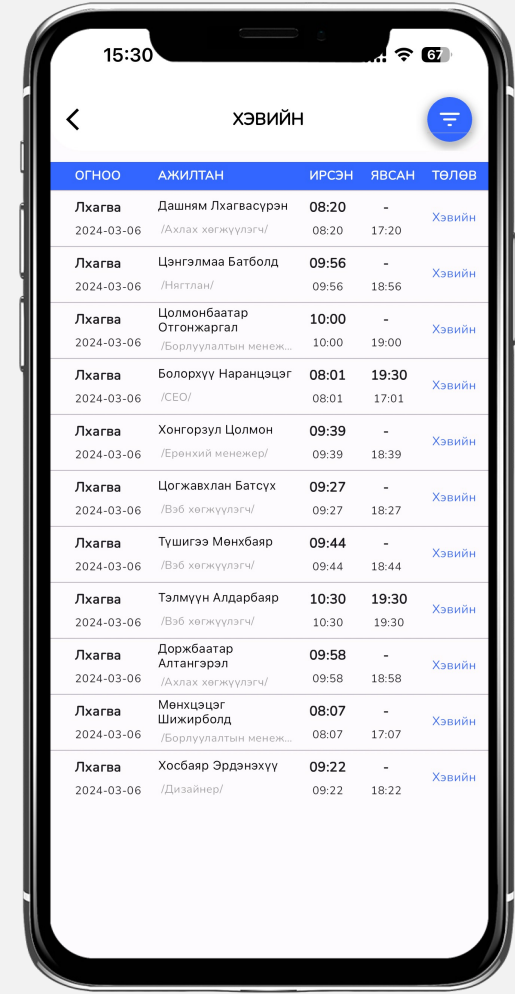 15:30 67
ХЭВИЙН
ОГНОО АЖИЛТАН ИРСЭН ЯВСАН ТӨЛӨВ
Лхагва Дашням Лхагвасүрэн 08:20 - Хэвийн
2024-03-06 /Ахлах хөгжүүлэгч/ 08:20 17:20
Лхагва Цэнгэлмаа Батболд 09:56 - Хэвийн
2024-03-06 /Нягтлан/ 09:56 18:56
Лхагва Цолмонбаатар 10:00 - Хэвийн
Отгонжаргал
2024-03-06 /Борлуулалтын менеж... 10:00 19:00
Лхагва Болорхүү Наранцэцэг 08:01 19:30 Хэвийн
2024-03-06 /CEO/ 08:01 17:01
Лхагва Хонгорзул Цолмон 09:39 - Хэвийн
2024-03-06 /Ерөнхий менежер/ 09:39 18:39
Лхагва Цогжавхлан Батсүх 09:27 - Хэвийн
2024-03-06 /Вэб хөгжүүлэгч/ 09:27 18:27
Лхагва Түшигээ Мөнхбаяр 09:44 - Хэвийн
2024-03-06 /Вэб хөгжүүлэгч/ 09:44 18:44
Лхагва Тэлмүүн Алдарбаяр 10:30 19:30 Хэвийн
2024-03-06 /Вэб хөгжүүлэгч/ 10:30 19:30
Лхагва Доржбаатар 09:58 - Хэвийн
Алтангэрэл
2024-03-06 /Ахлах хөгжүүлэгч/ 09:58 18:58
Лхагва Мөнхцэцэг 08:07 - Хэвийн
Шижирболд
2024-03-06 /Борлуулалтын менеж... 08:07 17:07
Лхагва Хосбаяр Эрдэнэхүү 09:22 - Хэвийн
2024-03-06 /Дизайнер/ 09:22 18:22